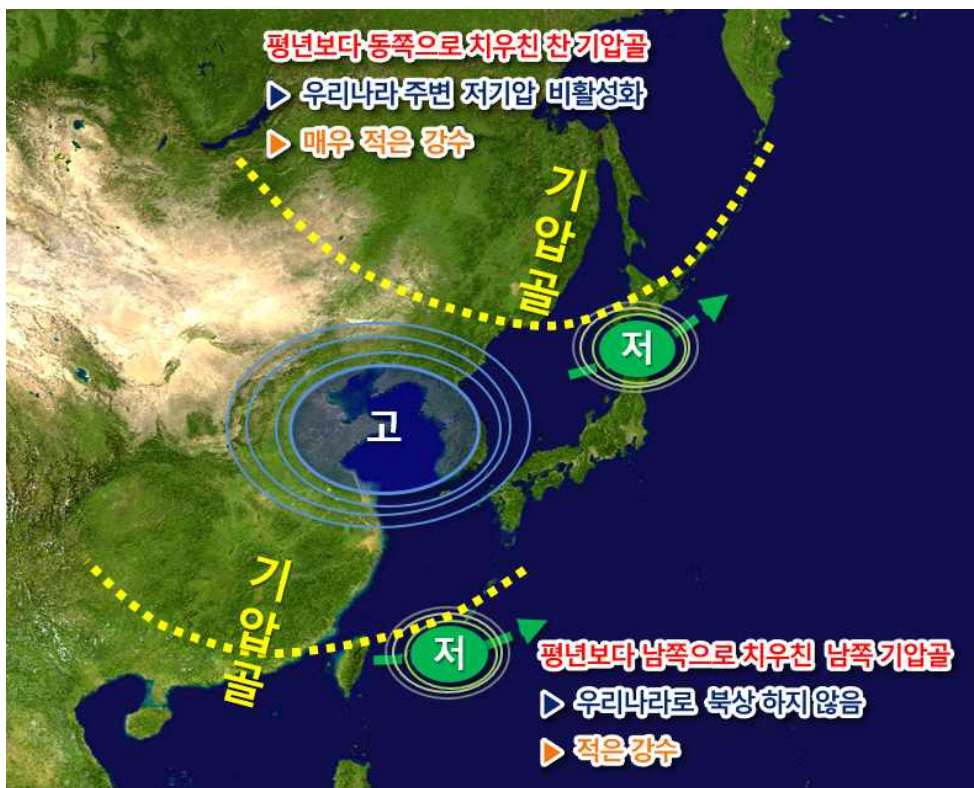 평년보다 동쪽으로 치우친 찬 기압골
▶ 우리나라 주변 저기압 비활성화
▶ 매우 적은 강수
기압골
저
고
기압골
저
평년보다 남쪽으로 치우친 남쪽 기압골
▶ 우리나라로 북상 하지 않음
▶ 적은 강수